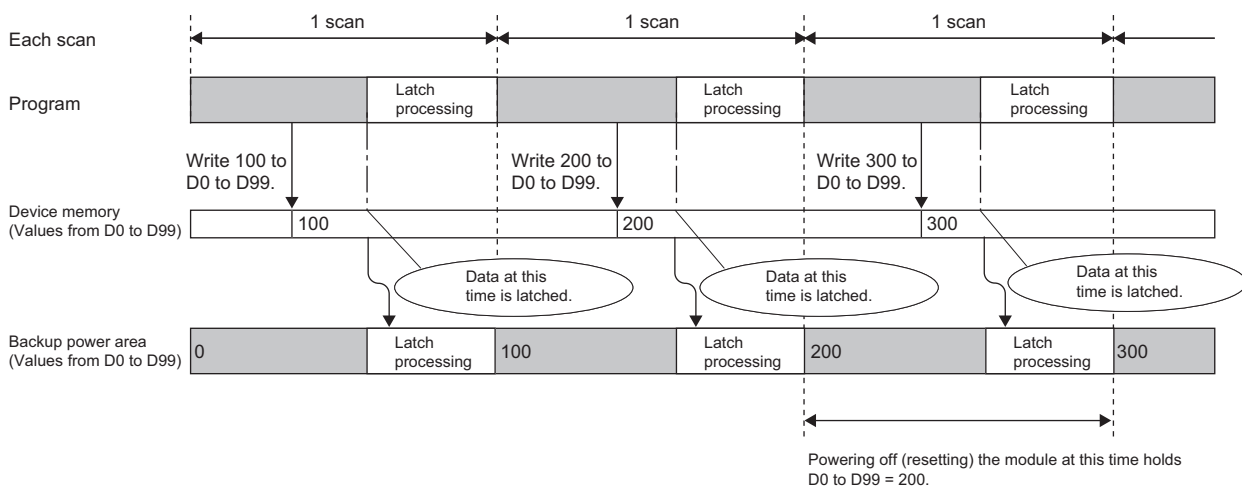 1 scan
1 scan
1 scan
Each scan
Program
Latch
processing
Latch
processing
Latch
processing
Write 100 to
D0 to D99.
Write 200 to
D0 to D99.
Write 300 to
D0 to D99.
Device memory
(Values from D0 to D99)
100
200
300
Data at this
time is latched.
Data at this
time is latched.
Data at this
time is latched.
Backup power area
(Values from D0 to D99)
0
Latch
processing
100
Latch
processing
200
Latch
processing
300
Powering off (resetting) the module at this time holds
D0 to D99 = 200.